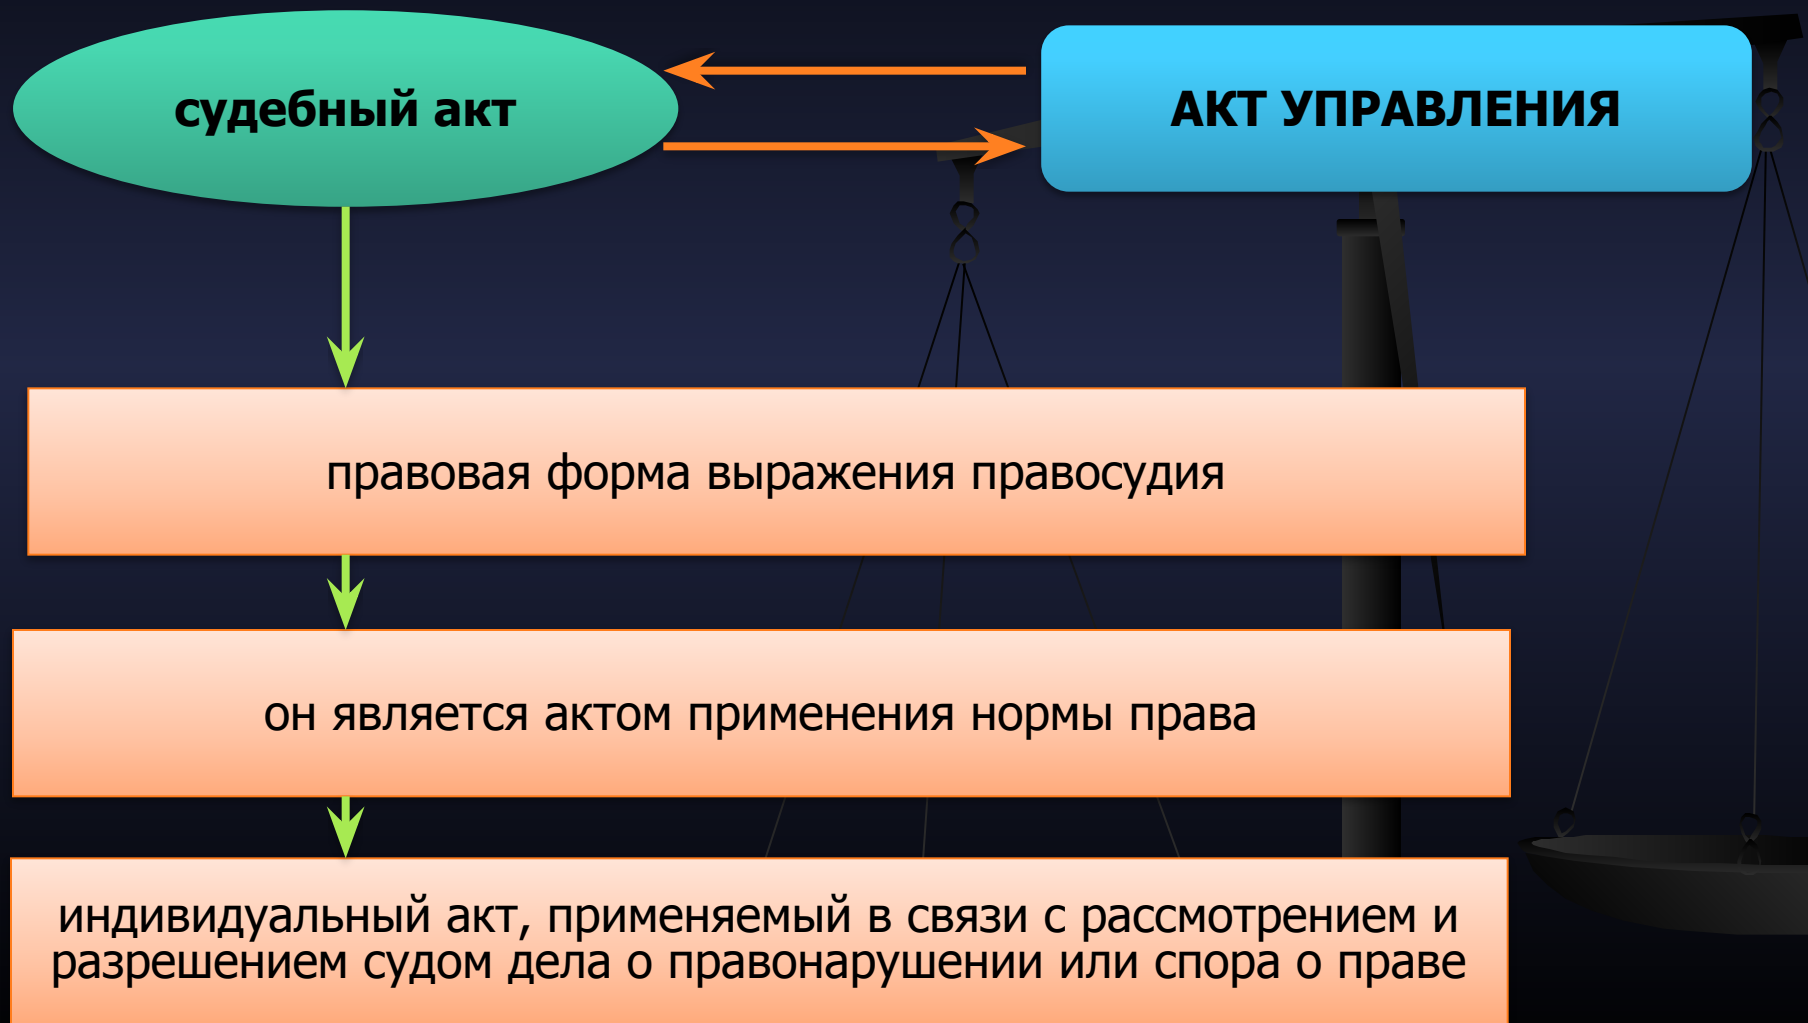 судебный акт
АКТ УПРАВЛЕНИЯ
правовая форма выражения правосудия
он является актом применения нормы права
индивидуальный акт, применяемый в связи с рассмотрением и
разрешением судом дела о правонарушении или спора о праве